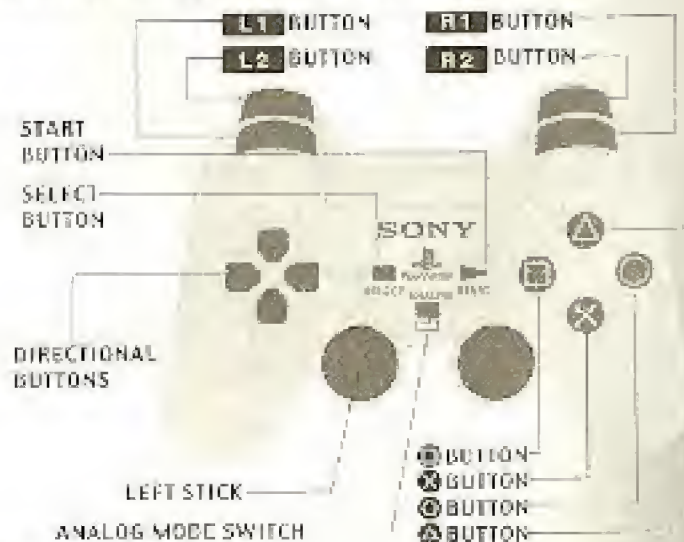 L1 BUTTON
R1 BUTTON
L2 BUTTON
R2 BUTTON
START
BUTTON
SELECT
BUTTON
SONY
SELECT
START
DIRECTIONAL
BUTTONS
BUTTON
BUTTON
BUTTON
BUTTON
LEFT STICK
ANALOG MODE SWITCH